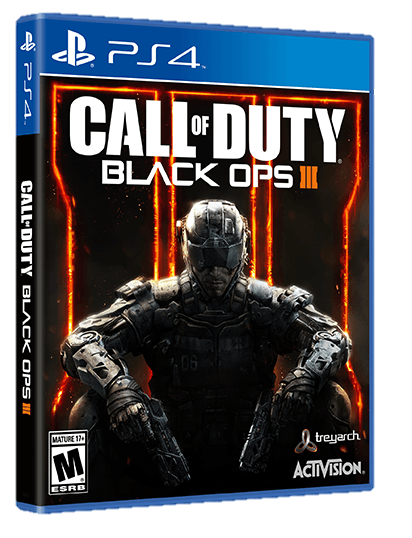 PS4
CALL OF DUTY
BLACK OPS III
PS4
CALL OF DUTY BLACK OPS III
06
MATURE 17+
M
ESRB
treyarch
ACTIVISION